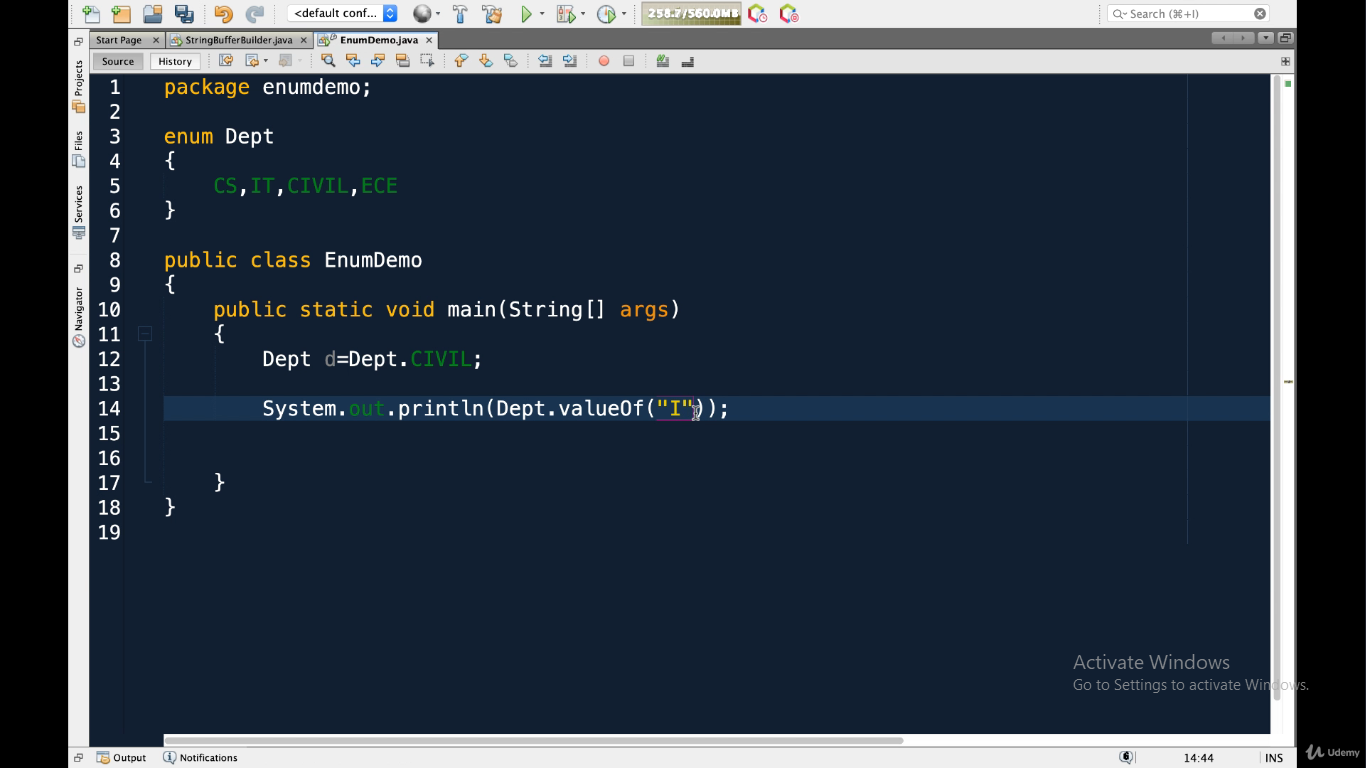 <default conf...
258.7/560.0MB
Search (⌘+I)
Start Page
StringBufferBuilder.java
EnumDemo.java
Source
History
Projects
Files
Services
Navigator
1 package enumdemo;
2
3 enum Dept
4 {
5 CS,IT,CIVIL,ECE
6 }
7
8 public class EnumDemo
9 {
10 public static void main(String[] args)
11 {
12 Dept d=Dept.CIVIL;
13
14 System.out.println(Dept.valueOf("I"));
15
16
17 }
18 }
19
Activate Windows
Go to Settings to activate Windows.
Output
Notifications
6
14:44
INS
Udemy